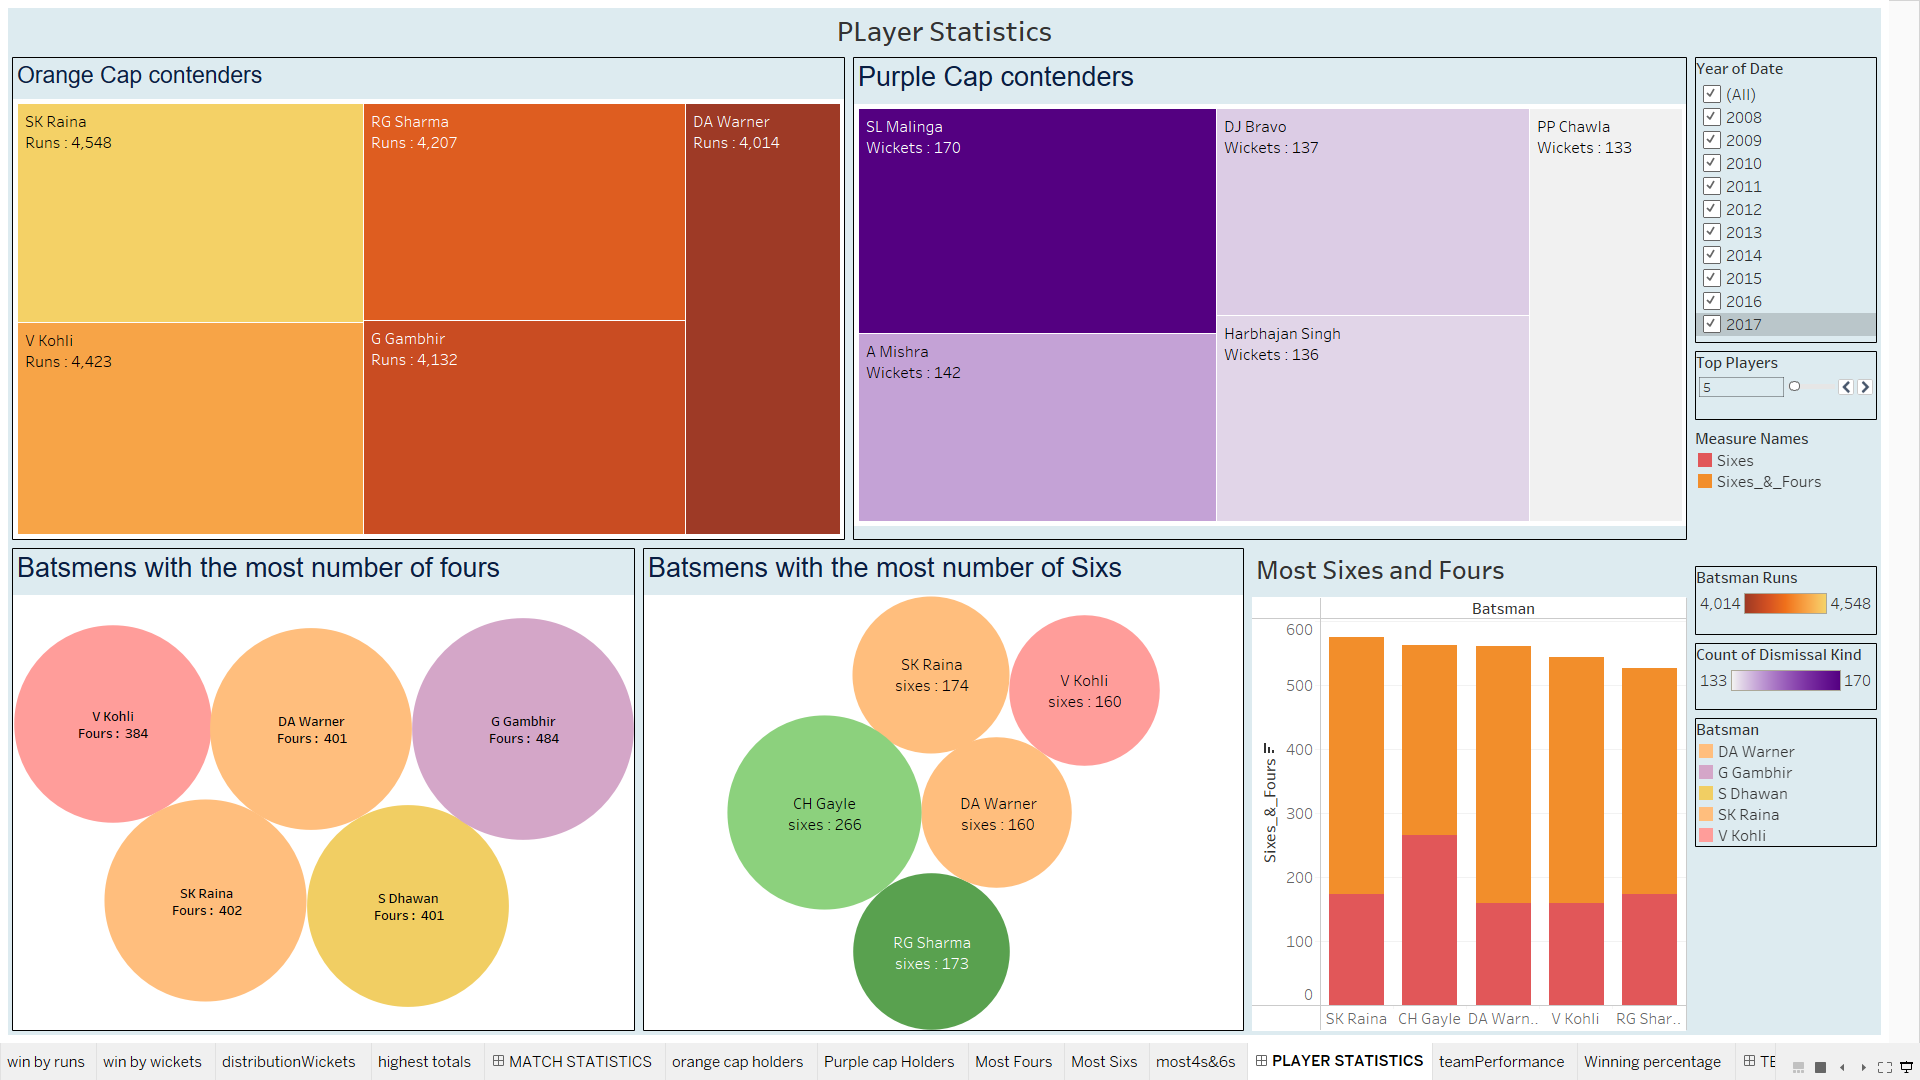 PLayer Statistics
Orange Cap contenders
SK Raina
Runs : 4,548
RG Sharma
Runs : 4,207
DA Warner
Runs : 4,014
V Kohli
Runs : 4,423
G Gambhir
Runs : 4,132
Purple Cap contenders
SL Malinga
Wickets : 170
DJ Bravo
Wickets : 137
PP Chawla
Wickets : 133
A Mishra
Wickets : 142
Harbhajan Singh
Wickets : 136
Year of Date
(All)
2008
2009
2010
2011
2012
2013
2014
2015
2016
2017
Top Players
5
Measure Names
Sixes
Sixes_&_Fours
Batsmens with the most number of fours
V Kohli
Fours : 384
DA Warner
Fours : 401
G Gambhir
Fours : 484
SK Raina
Fours : 402
S Dhawan
Fours : 401
Batsmens with the most number of Sixs
SK Raina
sixes : 174
V Kohli
sixes : 160
CH Gayle
sixes : 266
DA Warner
sixes : 160
RG Sharma
sixes : 173
Most Sixes and Fours
Batsman
Sixes_&_Fours
600
500
400
300
200
100
0
SK Raina CH Gayle DA Warn.. V Kohli RG Shar..
Batsman Runs
4,014 4,548
Count of Dismissal Kind
133 170
Batsman
DA Warner
G Gambhir
S Dhawan
SK Raina
V Kohli
win by runs win by wickets distributionWickets highest totals MATCH STATISTICS orange cap holders Purple cap Holders Most Fours Most Sixs most4s&6s PLAYER STATISTICS teamPerformance Winning percentage TE